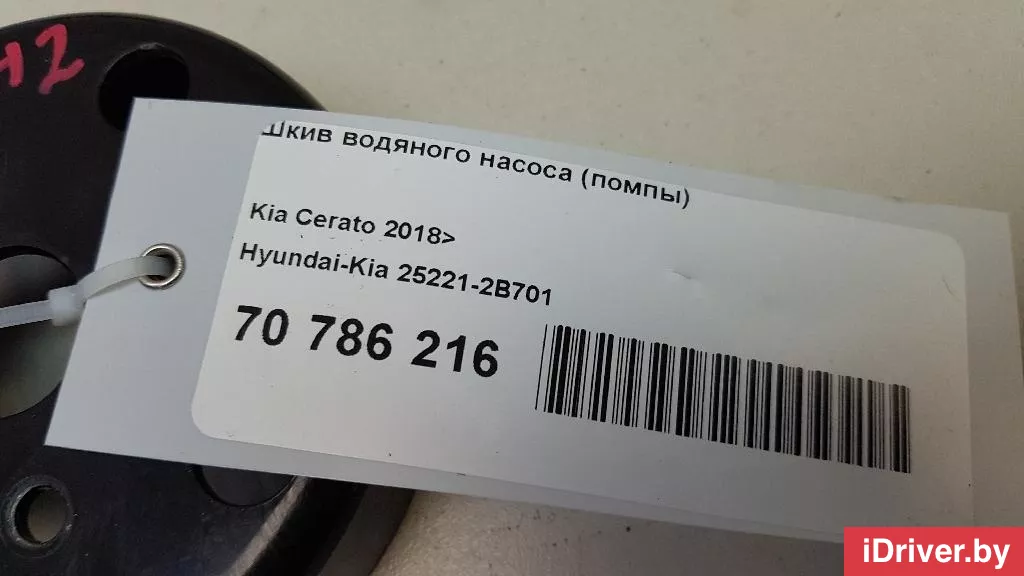 Шкив водяного насоса (помпы)
Kia Cerato 2018>
Hyundai-Kia 25221-2B701
70 786 216
iDriver.by